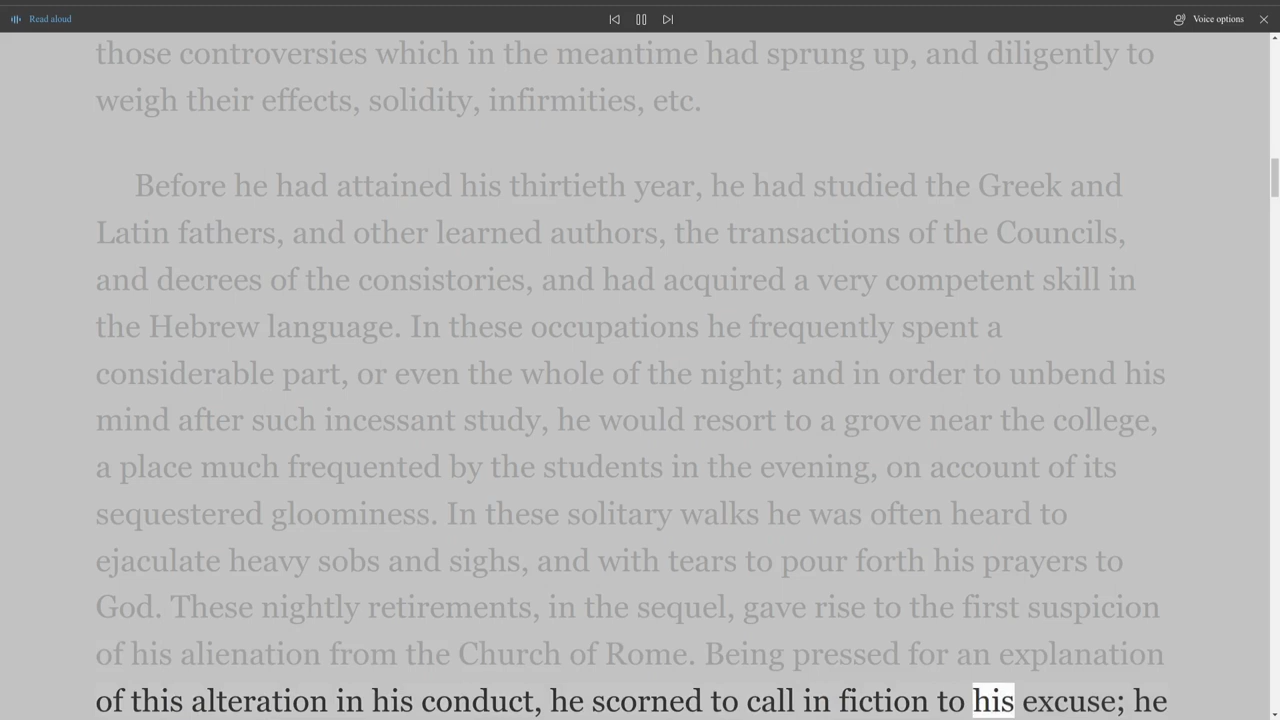 Read aloud
Voice options
those controversies which in the meantime had sprung up, and diligently to
weigh their effects, solidity, infirmities, etc.
Before he had attained his thirtieth year, he had studied the Greek and
Latin fathers, and other learned authors, the transactions of the Councils,
and decrees of the consistories, and had acquired a very competent skill in
the Hebrew language. In these occupations he frequently spent a
considerable part, or even the whole of the night; and in order to unbend his
mind after such incessant study, he would resort to a grove near the college,
a place much frequented by the students in the evening, on account of its
sequestered gloominess. In these solitary walks he was often heard to
ejaculate heavy sobs and sighs, and with tears to pour forth his prayers to
God. These nightly retirements, in the sequel, gave rise to the first suspicion
of his alienation from the Church of Rome. Being pressed for an explanation
of this alteration in his conduct, he scorned to call in fiction to his excuse; he